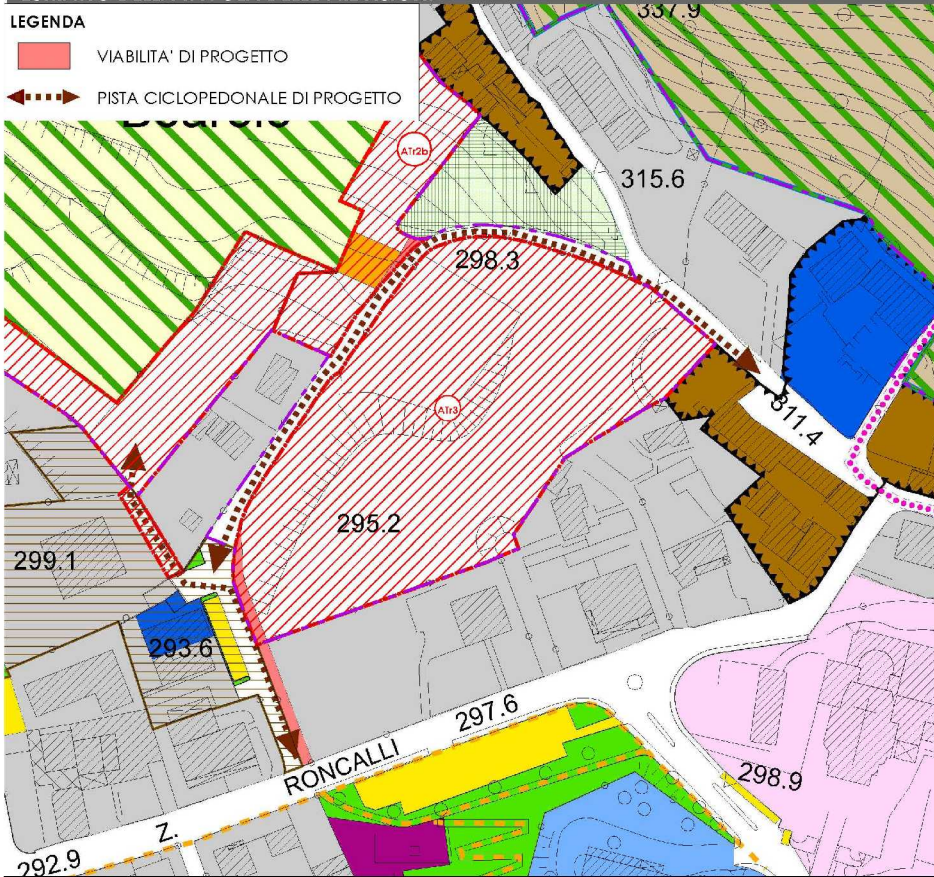 LEGENDA
VIABILITA' DI PROGETTO
PISTA CICLOPEDONALE DI PROGETTO
337.9
ATr2b
315.6
298.3
ATr3
311.4
295.2
299.1
293.6
297.6
Z. RONCALLI
298.9
292.9